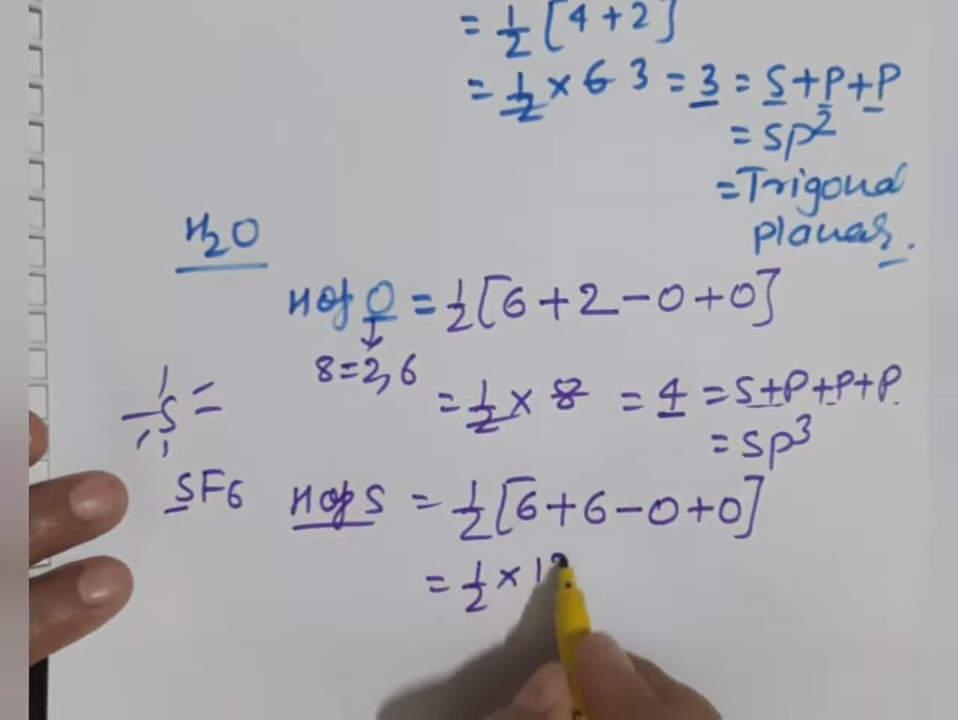 = 1/2 [4+2]
= 1/2 × 6 3 = 3 = S+P+P
= sp²
= Trigonal
planar.
H₂O
H of O = 1/2 [6+2-0+0]
8=2,6
= 1/2 × 8 = 4 = S+P+P+P
= sp³
S
SF₆ H of S = 1/2 [6+6-0+0]
= 1/2 × 12